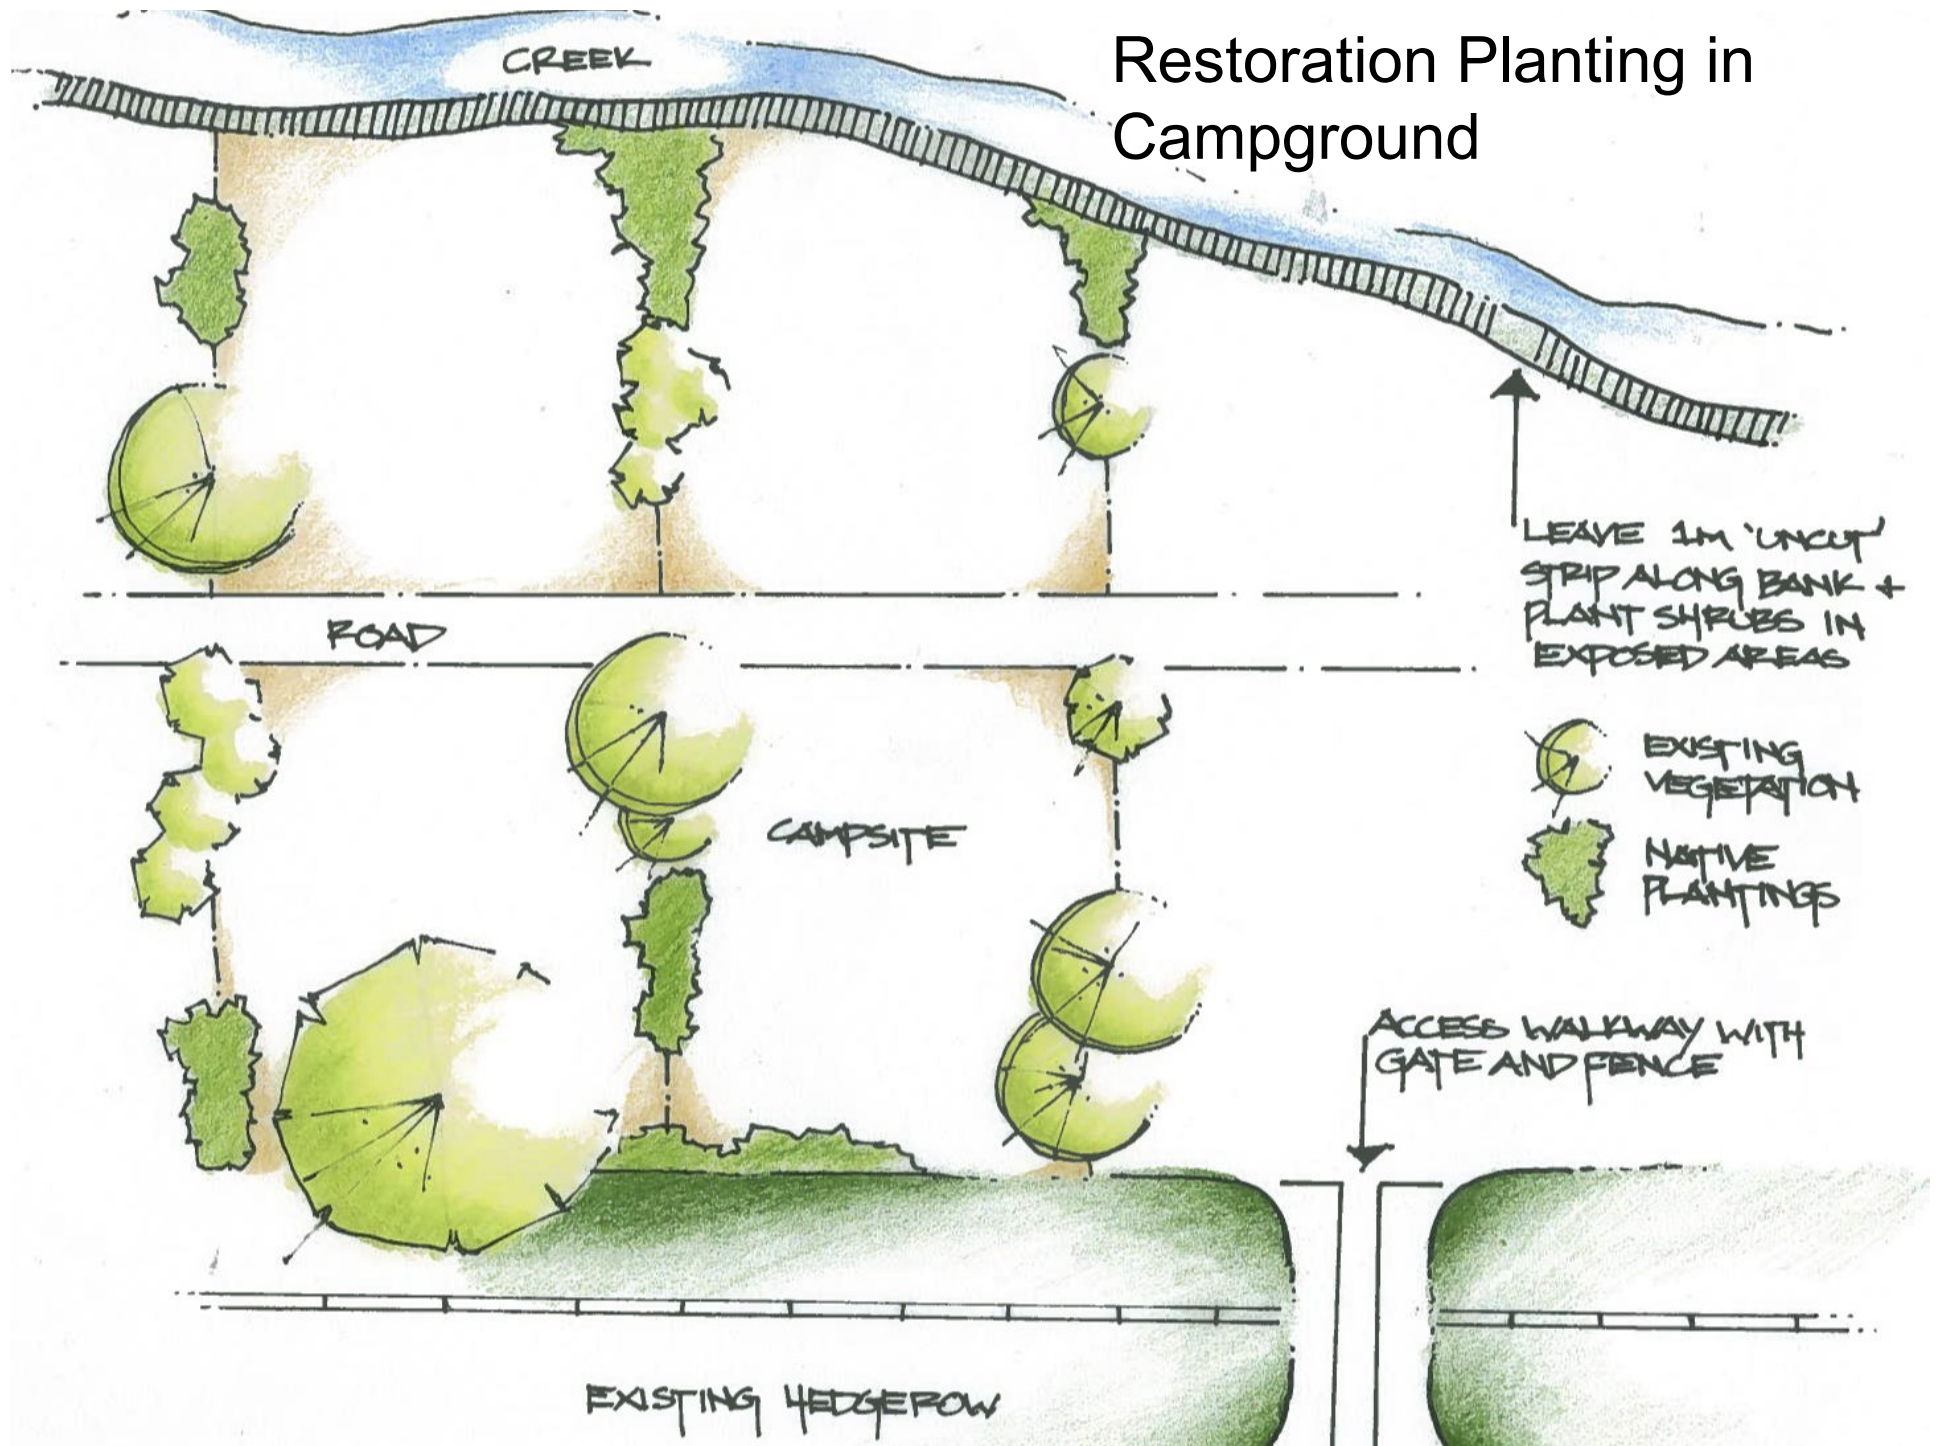 CREEK
Restoration Planting in
Campground
LEAVE 1M 'UNCUT'
STRIP ALONG BANK +
PLANT SHRUBS IN
EXPOSED AREAS
ROAD
EXISTING
VEGETATION
CAMPSITE
NATIVE
PLANTINGS
ACCESS WALKWAY WITH
GATE AND FENCE
EXISTING HEDGEROW